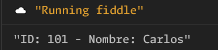 "Running fiddle"
"ID: 101 - Nombre: Carlos"